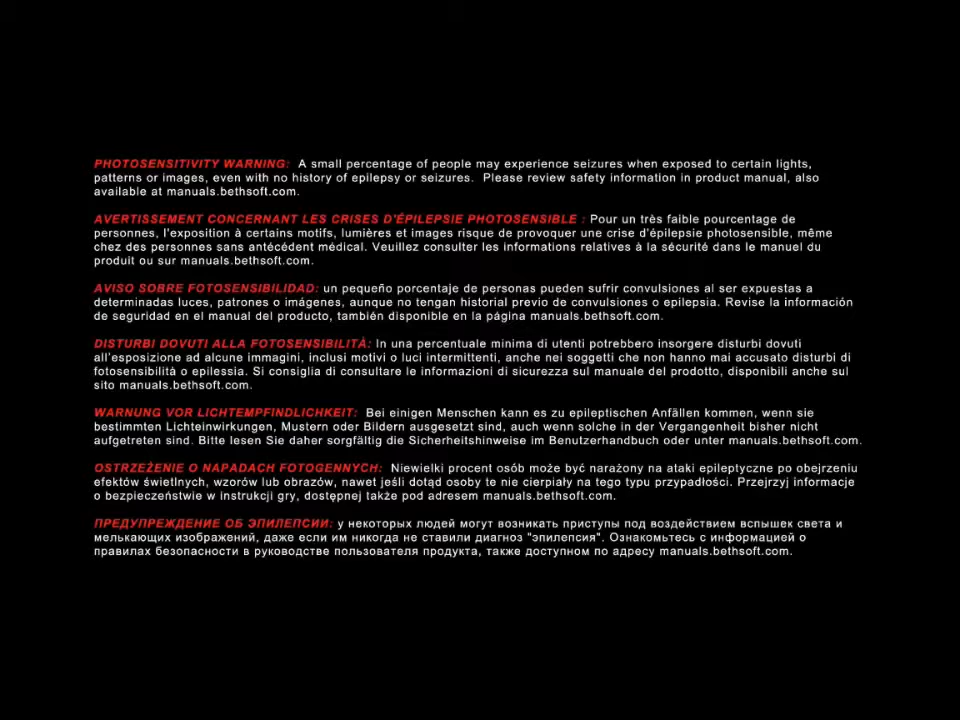 PHOTOSENSITIVITY WARNING: A small percentage of people may experience seizures when exposed to certain lights,
patterns or images, even with no history of epilepsy or seizures. Please review safety information in product manual, also
available at manuals.bethsoft.com.
AVERTISSEMENT CONCERNANT LES CRISES D'ÉPILEPSIE PHOTOSENSIBLE : Pour un très faible pourcentage de
personnes, l'exposition à certains motifs, lumières et images risque de provoquer une crise d'épilepsie photosensible, même
chez des personnes sans antécédent médical. Veuillez consulter les informations relatives à la sécurité dans le manuel du
produit ou sur manuals.bethsoft.com.
AVISO SOBRE FOTOSENSIBILIDAD: un pequeño porcentaje de personas pueden sufrir convulsiones al ser expuestas a
determinadas luces, patrones o imágenes, aunque no tengan historial previo de convulsiones o epilepsia. Revise la información
de seguridad en el manual del producto, también disponible en la página manuals.bethsoft.com.
DISTURBI DOVUTI ALLA FOTOSENSIBILITÀ: In una percentuale minima di utenti potrebbero insorgere disturbi dovuti
all'esposizione ad alcune immagini, inclusi motivi o luci intermittenti, anche nei soggetti che non hanno mai accusato disturbi di
fotosensibilità o epilessia. Si consiglia di consultare le informazioni di sicurezza sul manuale del prodotto, disponibili anche sul
sito manuals.bethsoft.com.
WARNUNG VOR LICHTEMPFINDLICHKEIT: Bei einigen Menschen kann es zu epileptischen Anfällen kommen, wenn sie
bestimmten Lichteinwirkungen, Mustern oder Bildern ausgesetzt sind, auch wenn solche in der Vergangenheit bisher nicht
aufgetreten sind. Bitte lesen Sie daher sorgfältig die Sicherheitshinweise im Benutzerhandbuch oder unter manuals.bethsoft.com.
OSTRZEŻENIE O NAPADACH FOTOGENNYCH: Niewielki procent osób może być narażony na ataki epileptyczne po obejrzeniu
efektów świetlnych, wzorów lub obrazów, nawet jeśli dotąd osoby te nie cierpiały na tego typu przypadłości. Przejrzyj informacje
o bezpieczeństwie w instrukcji gry, dostępnej także pod adresem manuals.bethsoft.com.
ПРЕДУПРЕЖДЕНИЕ ОБ ЭПИЛЕПСИИ: у некоторых людей могут возникать приступы под воздействием вспышек света и
мелькающих изображений, даже если им никогда не ставили диагноз "эпилепсия". Ознакомьтесь с информацией о
правилах безопасности в руководстве пользователя продукта, также доступном по адресу manuals.bethsoft.com.